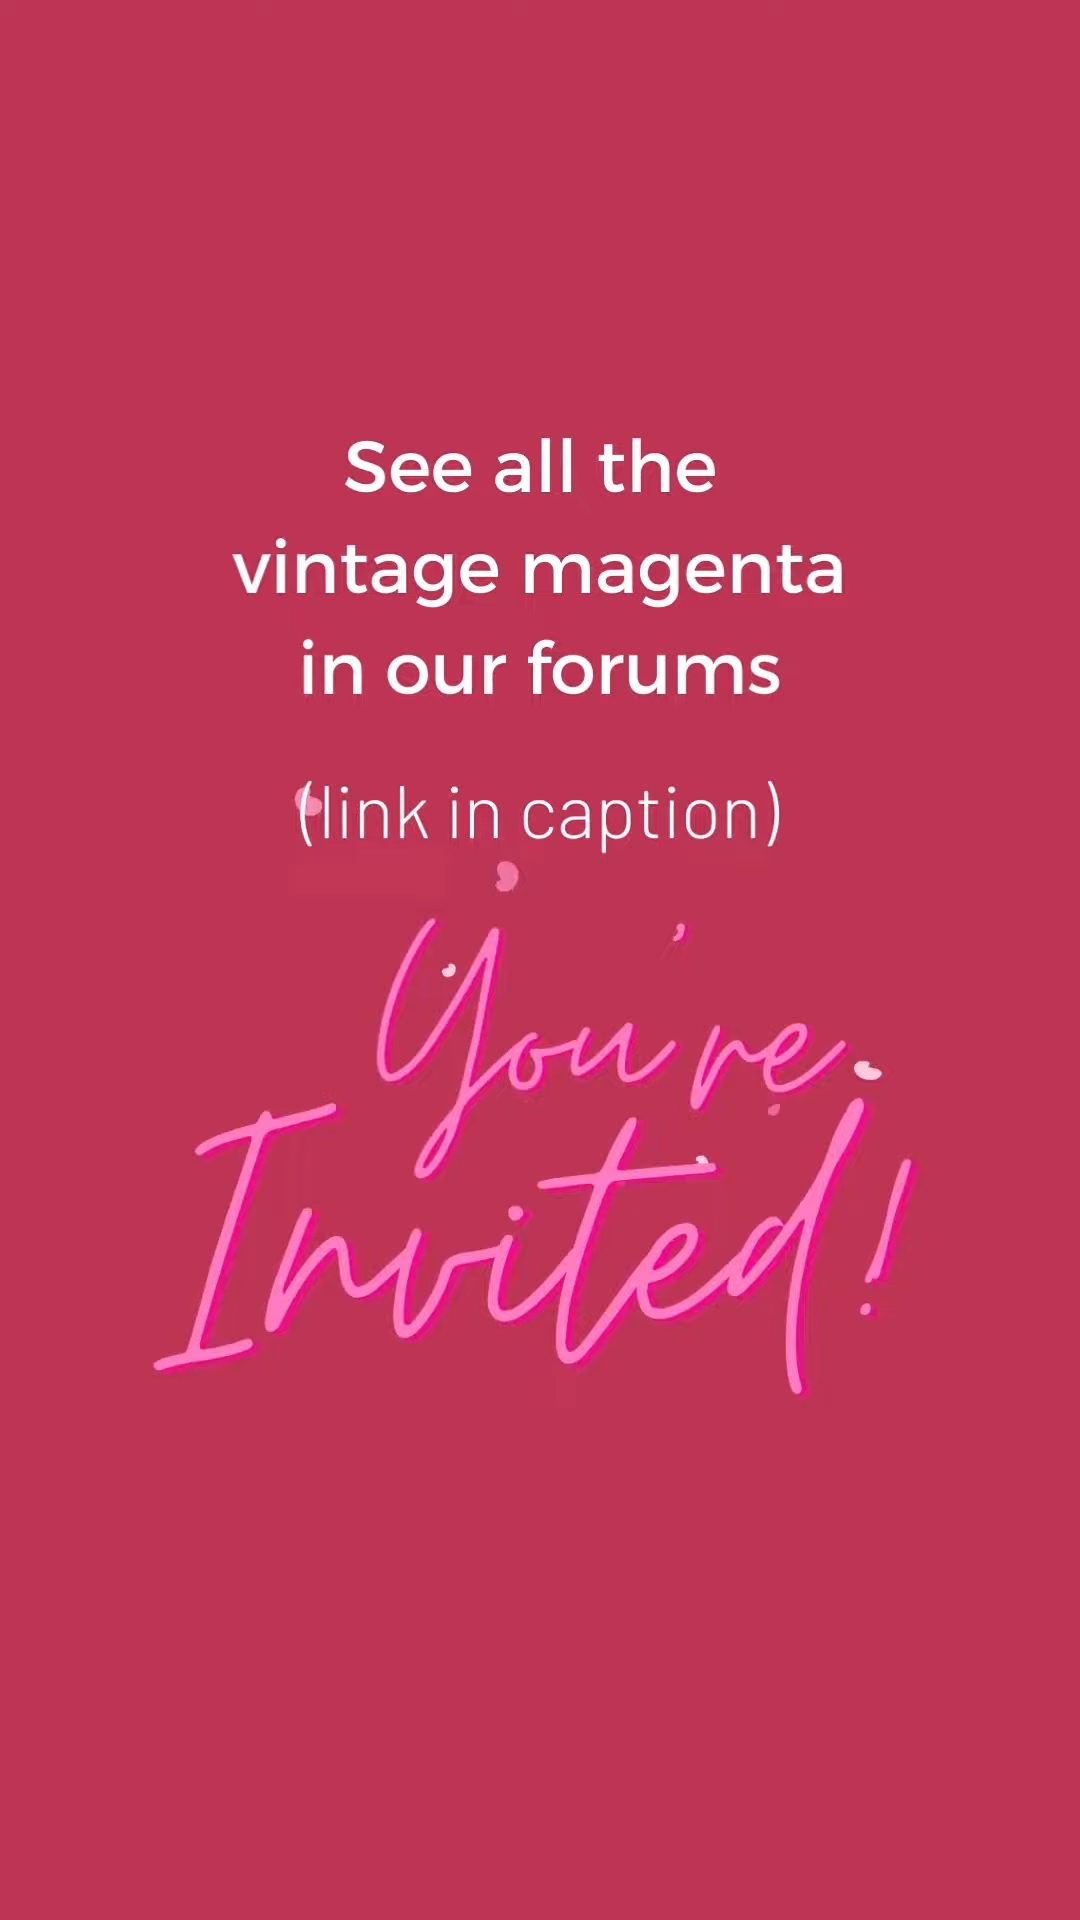 See all the
vintage magenta
in our forums
(link in caption)
You're
Invited!